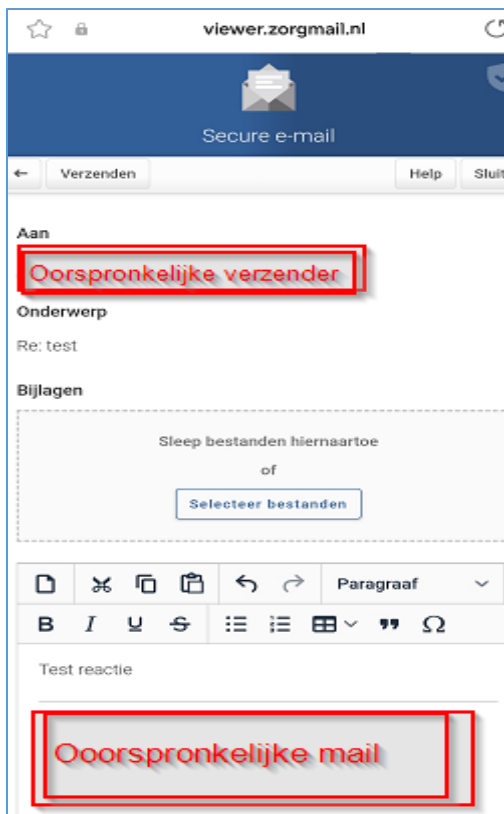 viewer.zorgmail.nl
Secure e-mail
← Verzenden Help Sluit
Aan
Oorspronkelijke verzender
Onderwerp
Re: test
Bijlagen
Sleep bestanden hiernaartoe
of
Selecteer bestanden
Paragraaf
B I U S Ω
Test reactie
Ooorspronkelijke mail